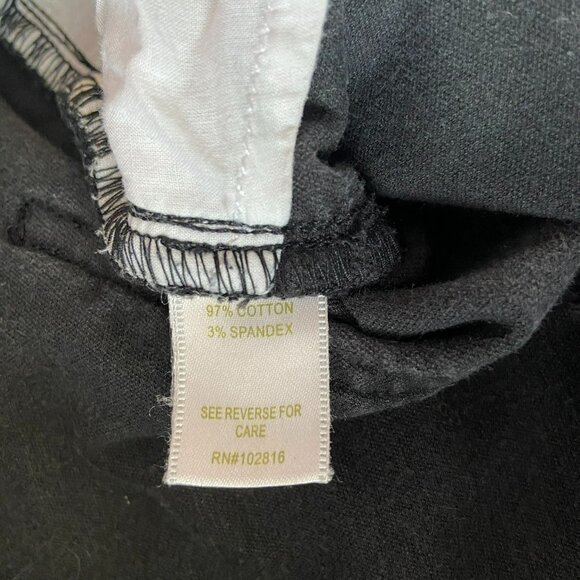 97% COTTON
3% SPANDEX
SEE REVERSE FOR
CARE
RN#102816